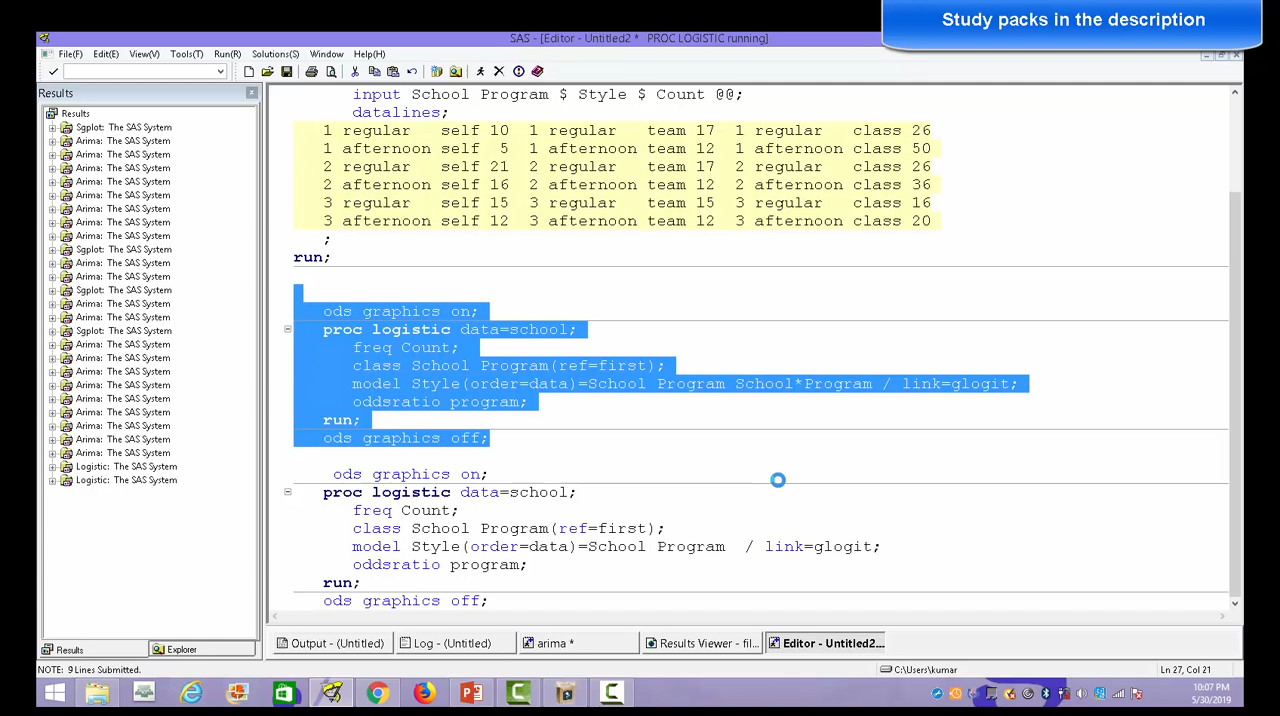 Study packs in the description
SAS - [Editor - Untitled2 * PROC LOGISTIC running]
File(F) Edit(E) View(V) Tools(T) Run(R) Solutions(S) Window Help(H)
Results
Results
Sgplot: The SAS System
Arima: The SAS System
Arima: The SAS System
Arima: The SAS System
Arima: The SAS System
Arima: The SAS System
Arima: The SAS System
Arima: The SAS System
Arima: The SAS System
Sgplot: The SAS System
Arima: The SAS System
Arima: The SAS System
Sgplot: The SAS System
Arima: The SAS System
Arima: The SAS System
Sgplot: The SAS System
Arima: The SAS System
Arima: The SAS System
Arima: The SAS System
Arima: The SAS System
Arima: The SAS System
Arima: The SAS System
Arima: The SAS System
Arima: The SAS System
Arima: The SAS System
Logistic: The SAS System
Logistic: The SAS System
input School Program $ Style $ Count @@;
datalines;
1 regular self 10 1 regular team 17 1 regular class 26
1 afternoon self 5 1 afternoon team 12 1 afternoon class 50
2 regular self 21 2 regular team 17 2 regular class 26
2 afternoon self 16 2 afternoon team 12 2 afternoon class 36
3 regular self 15 3 regular team 15 3 regular class 16
3 afternoon self 12 3 afternoon team 12 3 afternoon class 20
;
run;
ods graphics on;
proc logistic data=school;
freq Count;
class School Program(ref=first);
model Style(order=data)=School Program School*Program / link=glogit;
oddsratio program;
run;
ods graphics off;
ods graphics on;
proc logistic data=school;
freq Count;
class School Program(ref=first);
model Style(order=data)=School Program / link=glogit;
oddsratio program;
run;
ods graphics off;
Results Explorer
Output - (Untitled) Log - (Untitled) arima * Results Viewer - fil... Editor - Untitled2...
NOTE: 9 Lines Submitted. C:\Users\kumar Ln 27, Col 21
10:07 PM
5/30/2019